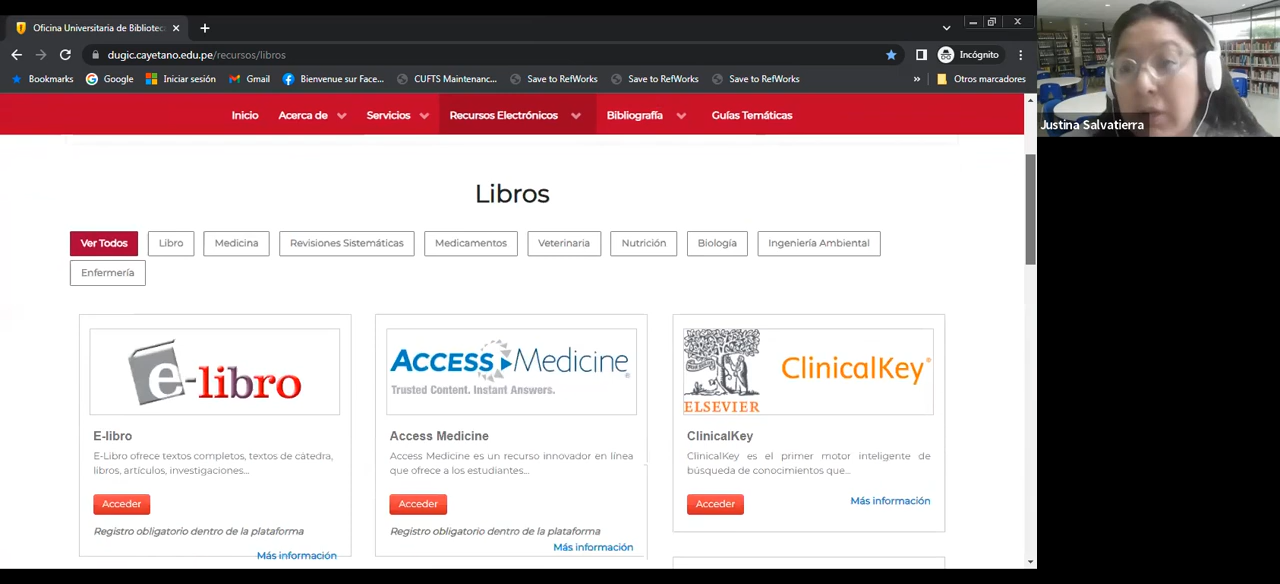 Oficina Universitaria de Bibliotec
dugic.cayetano.edu.pe/recursos/libros
Incógnito
Bookmarks
Google
Iniciar sesión
Gmail
Bienvenue sur Face...
CUFTS Maintenanc...
Save to RefWorks
Save to RefWorks
Save to RefWorks
»
Otros marcadores
Justina Salvatierra
Inicio
Acerca de
Servicios
Recursos Electrónicos
Bibliografía
Guías Temáticas
Libros
Ver Todos
Libro
Medicina
Revisiones Sistemáticas
Medicamentos
Veterinaria
Nutrición
Biología
Ingeniería Ambiental
Enfermería
e-libro
E-libro
E-Libro ofrece textos completos, textos de cátedra,
libros, artículos, investigaciones...
Acceder
Registro obligatorio dentro de la plataforma
Más información
Access Medicine
Trusted Content. Instant Answers.
Access Medicine
Access Medicine es un recurso innovador en línea
que ofrece a los estudiantes...
Acceder
Registro obligatorio dentro de la plataforma
Más información
ELSEVIER
ClinicalKey®
ClinicalKey
ClinicalKey es el primer motor inteligente de
búsqueda de conocimientos que...
Acceder
Más información